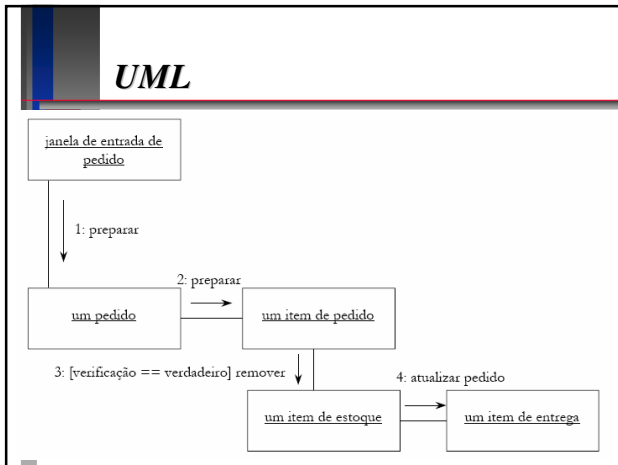 UML
janela de entrada de
pedido
1: preparar
2: preparar
um pedido
um item de pedido
3: [verificação == verdadeiro] remover
4: atualizar pedido
um item de estoque
um item de entrega